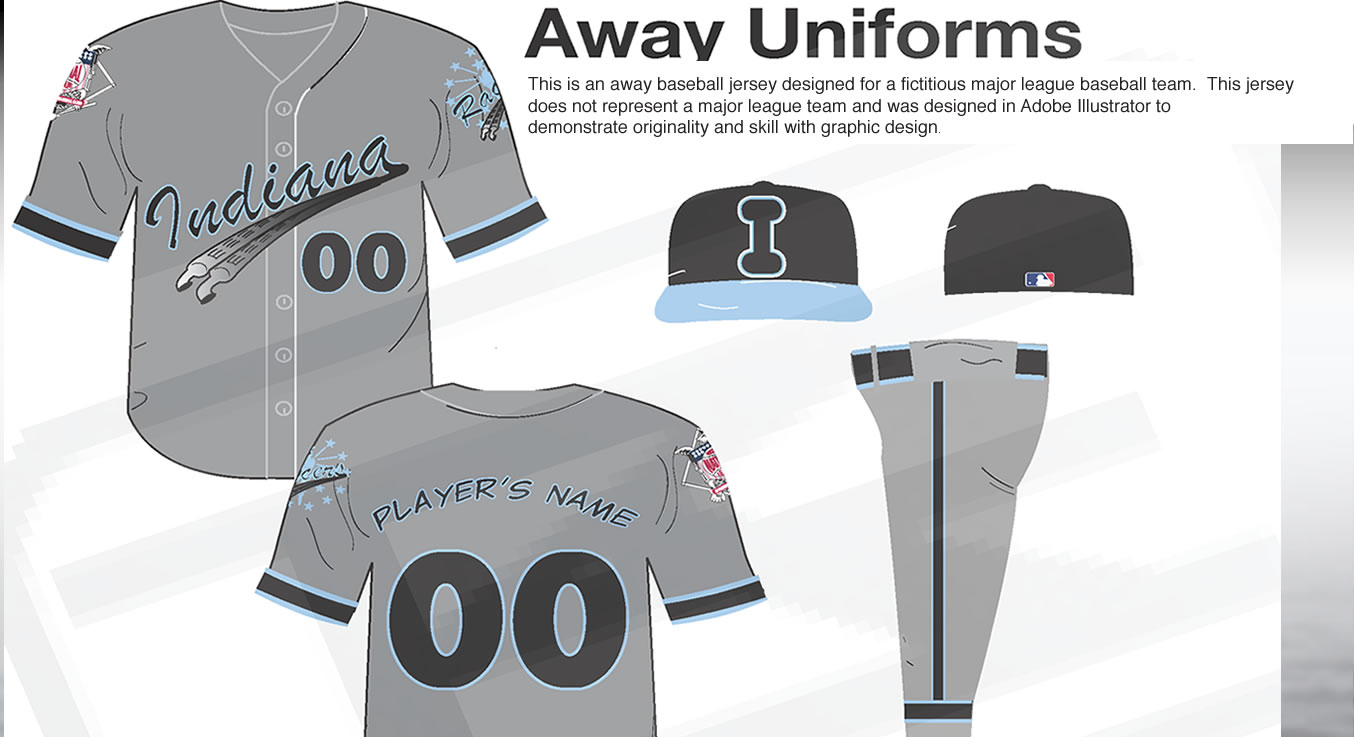 Away Uniforms
This is an away baseball jersey designed for a fictitious major league baseball team.  This jersey
does not represent a major league team and was designed in Adobe Illustrator to
demonstrate originality and skill with graphic design.
Indiana
00
Rac
I
cers
PLAYER'S NAME
00